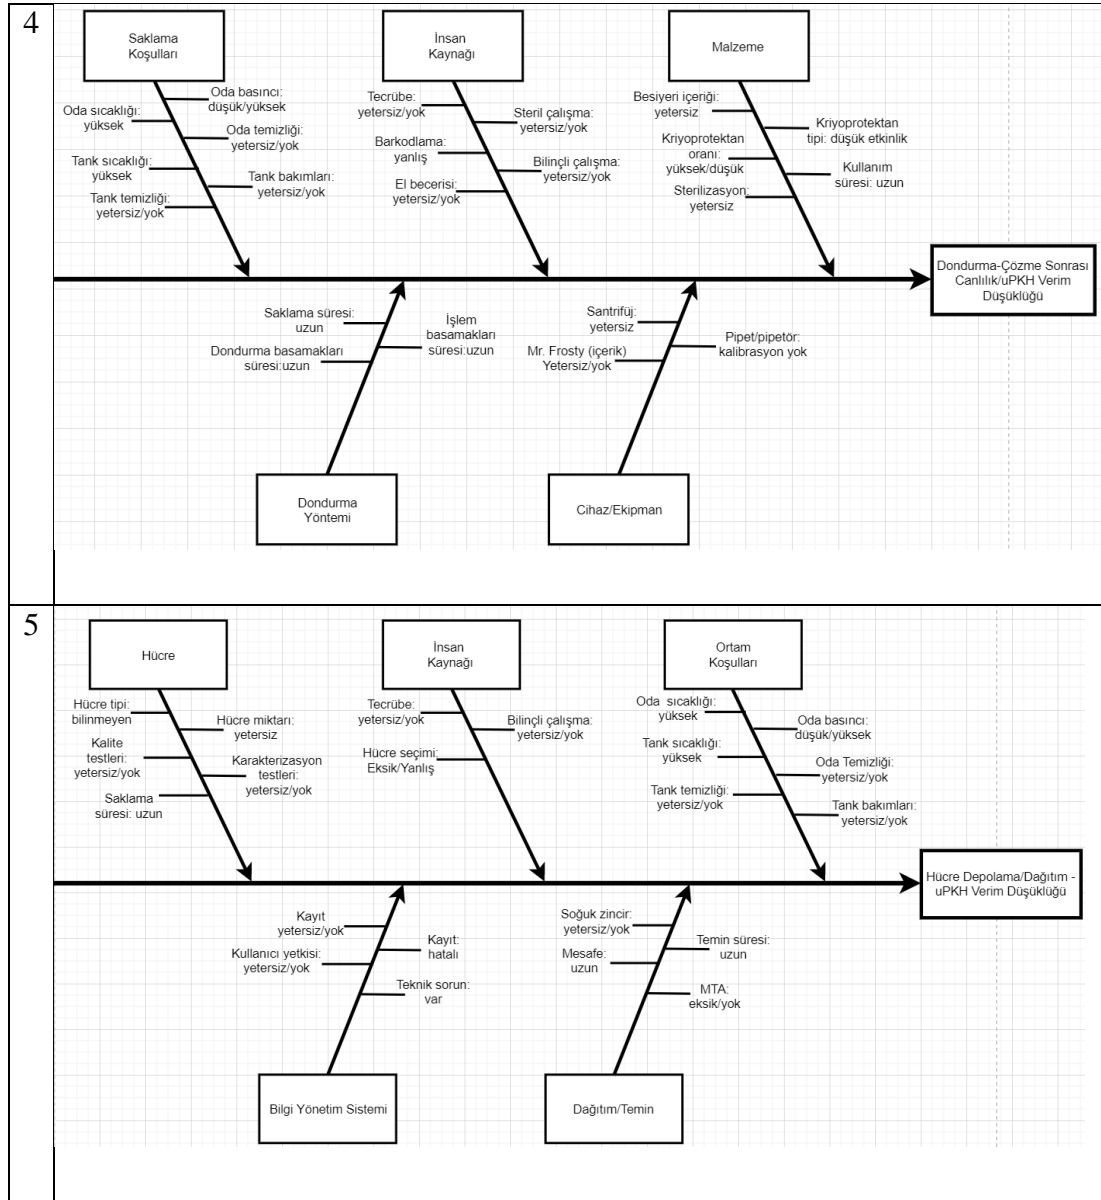 4
Saklama
Koşulları
Oda basıncı:
düşük/yüksek
Oda sıcaklığı:
yüksek
Oda temizliği:
yetersiz/yok
Tank sıcaklığı:
yüksek
Tank bakımları:
yetersiz/yok
Tank temizliği:
yetersiz/yok
İnsan
Kaynağı
Tecrübe:
yetersiz/yok
Steril çalışma:
yetersiz/yok
Barkodlama:
yanlış
Bilinçli çalışma:
yetersiz/yok
El becerisi:
yetersiz/yok
Malzeme
Besiyeri içeriği:
yetersiz
Kriyoprotektan
tipi: düşük etkinlik
Kriyoprotektan
oranı:
yüksek/düşük
Kullanım
süresi: uzun
Sterilizasyon:
yetersiz
Dondurma-Çözme Sonrası
Canlılık/uPKH Verim
Düşüklüğü
Saklama süresi:
uzun
İşlem
basamakları
süresi:uzun
Dondurma basamakları
süresi:uzun
Dondurma
Yöntemi
Santrifüj:
yetersiz
Pipet/pipetör:
kalibrasyon yok
Mr. Frosty (içerik)
Yetersiz/yok
Cihaz/Ekipman
5
Hücre
Hücre tipi:
bilinmeyen
Hücre miktarı:
yetersiz
Kalite
testleri:
yetersiz/yok
Karakterizasyon
testleri:
yetersiz/yok
Saklama
süresi: uzun
İnsan
Kaynağı
Tecrübe:
yetersiz/yok
Bilinçli çalışma:
yetersiz/yok
Hücre seçimi:
Eksik/Yanlış
Ortam
Koşulları
Oda sıcaklığı:
yüksek
Oda basıncı:
düşük/yüksek
Tank sıcaklığı:
yüksek
Oda Temizliği:
yetersiz/yok
Tank temizliği:
yetersiz/yok
Tank bakımları:
yetersiz/yok
Hücre Depolama/Dağıtım -
uPKH Verim Düşüklüğü
Kayıt
yetersiz/yok
Kayıt:
hatalı
Kullanıcı yetkisi:
yetersiz/yok
Teknik sorun:
var
Bilgi Yönetim Sistemi
Soğuk zincir:
yetersiz/yok
Temin süresi:
uzun
Mesafe:
uzun
MTA:
eksik/yok
Dağıtım/Temin